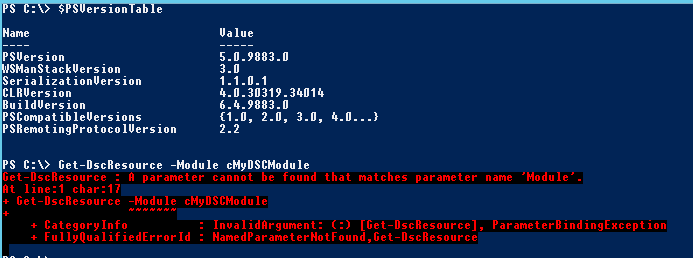 PS C:\> $PSVersionTable
Name Value
---- -----
PSVersion 5.0.9883.0
WSManStackVersion 3.0
SerializationVersion 1.1.0.1
CLRVersion 4.0.30319.34014
BuildVersion 6.4.9883.0
PSCompatibleVersions {1.0, 2.0, 3.0, 4.0...}
PSRemotingProtocolVersion 2.2
PS C:\> Get-DscResource -Module cMyDSCModule
Get-DscResource : A parameter cannot be found that matches parameter name 'Module'.
At line:1 char:17
+ Get-DscResource -Module cMyDSCModule
+ ~~~~~~~
+ CategoryInfo : InvalidArgument: (:) [Get-DscResource], ParameterBindingException
+ FullyQualifiedErrorId : NamedParameterNotFound,Get-DscResource